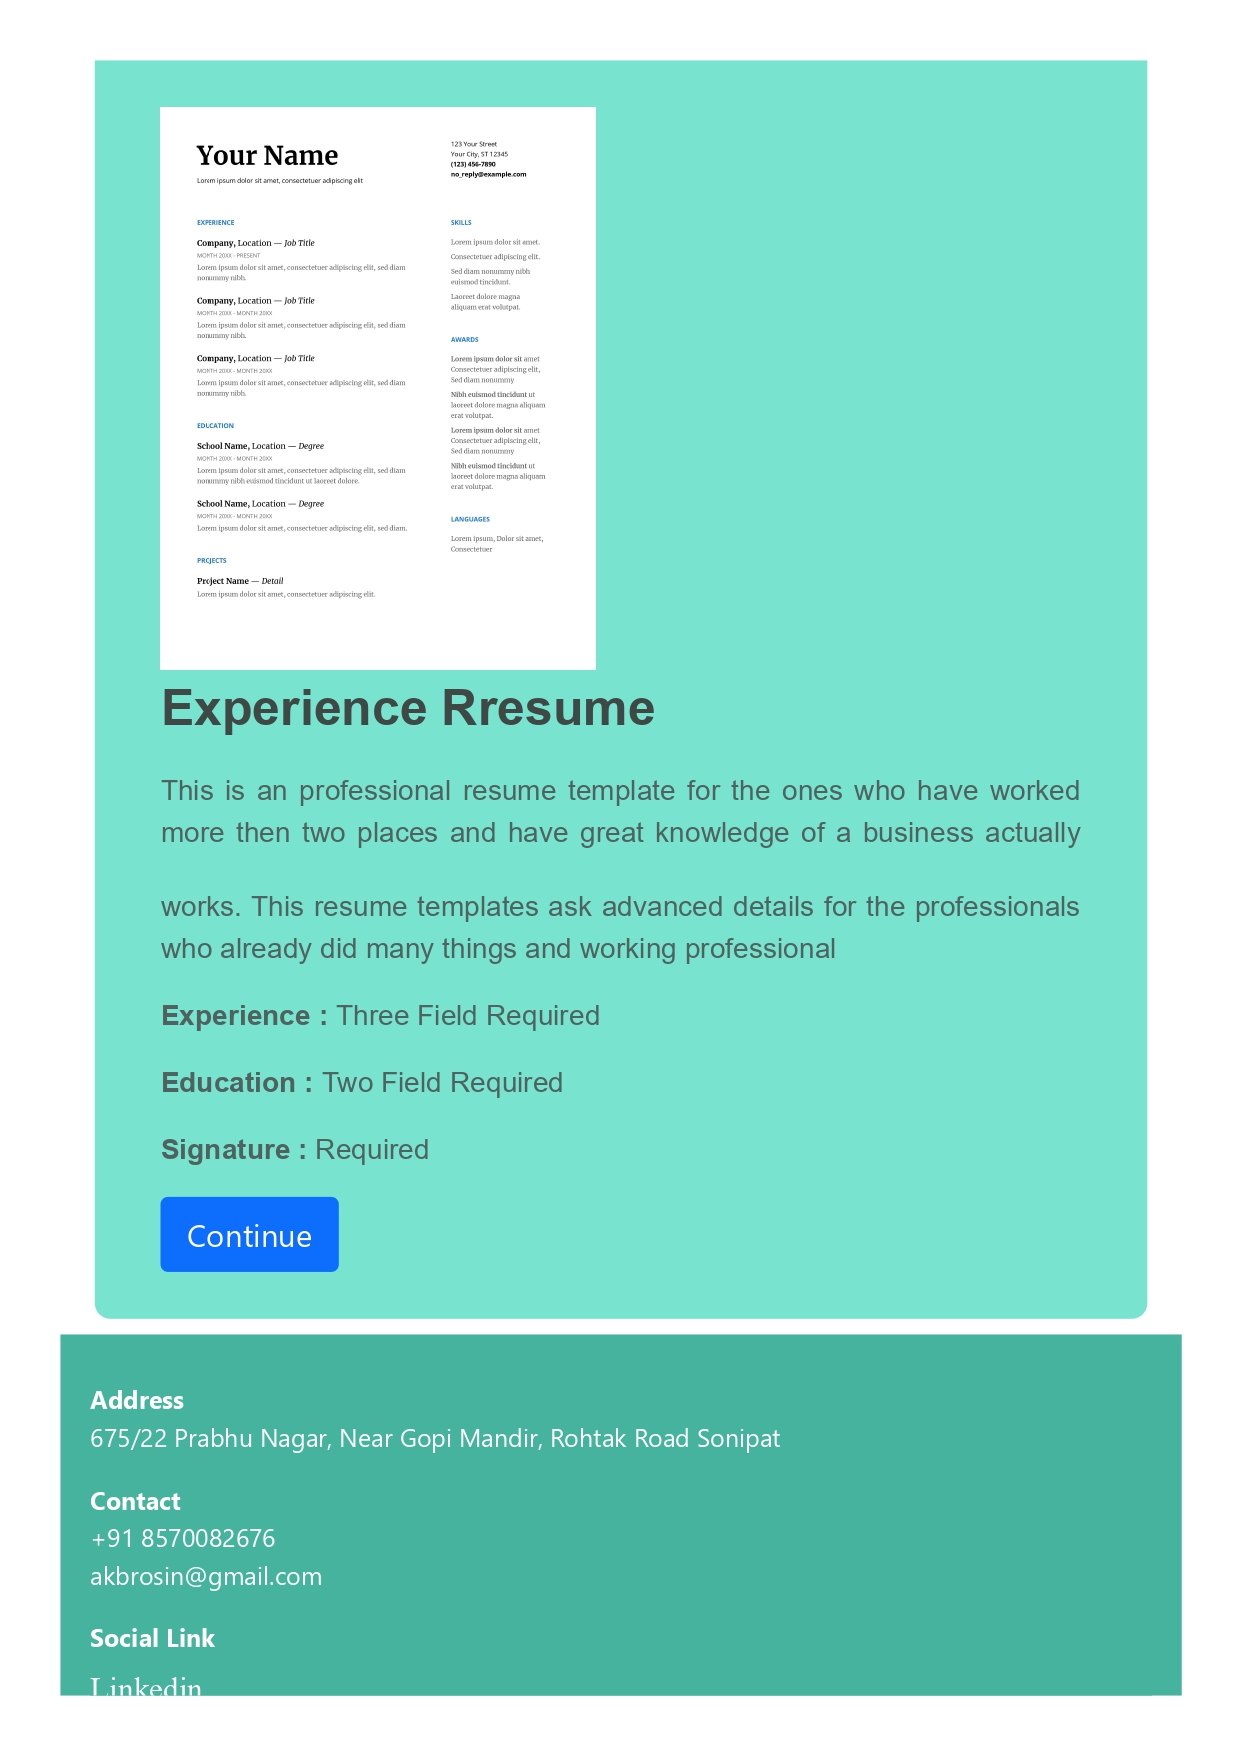 Your Name
Lorem ipsum dolor sit amet, consectetuer adipiscing elit
123 Your Street
Your City, ST 12345
(123) 456-7890
no_reply@example.com
EXPERIENCE
Company, Location — Job Title
MONTH 20XX - PRESENT
Lorem ipsum dolor sit amet, consectetuer adipiscing elit, sed diam
nonummy nibh.
Company, Location — Job Title
MONTH 20XX - MONTH 20XX
Lorem ipsum dolor sit amet, consectetuer adipiscing elit, sed diam
nonummy nibh.
Company, Location — Job Title
MONTH 20XX - MONTH 20XX
Lorem ipsum dolor sit amet, consectetuer adipiscing elit, sed diam
nonummy nibh.
EDUCATION
School Name, Location — Degree
MONTH 20XX - MONTH 20XX
Lorem ipsum dolor sit amet, consectetuer adipiscing elit, sed diam
nonummy nibh euismod tincidunt ut laoreet dolore.
School Name, Location — Degree
MONTH 20XX - MONTH 20XX
Lorem ipsum dolor sit amet, consectetuer adipiscing elit, sed diam.
PROJECTS
Project Name — Detail
Lorem ipsum dolor sit amet, consectetuer adipiscing elit.
SKILLS
Lorem ipsum dolor sit amet.
Consectetuer adipiscing elit.
Sed diam nonummy nibh
euismod tincidunt.
Laoreet dolore magna
aliquam erat volutpat.
AWARDS
Lorem ipsum dolor sit amet
Consectetuer adipiscing elit,
Sed diam nonummy
Nibh euismod tincidunt ut
laoreet dolore magna aliquam
erat volutpat.
Lorem ipsum dolor sit amet
Consectetuer adipiscing elit,
Sed diam nonummy
Nibh euismod tincidunt ut
laoreet dolore magna aliquam
erat volutpat.
LANGUAGES
Lorem ipsum, Dolor sit amet,
Consectetuer
Experience Rresume
This is an professional resume template for the ones who have worked
more then two places and have great knowledge of a business actually
works. This resume templates ask advanced details for the professionals
who already did many things and working professional
Experience : Three Field Required
Education : Two Field Required
Signature : Required
Continue
Address
675/22 Prabhu Nagar, Near Gopi Mandir, Rohtak Road Sonipat
Contact
+91 8570082676
akbrosin@gmail.com
Social Link
Linkedin